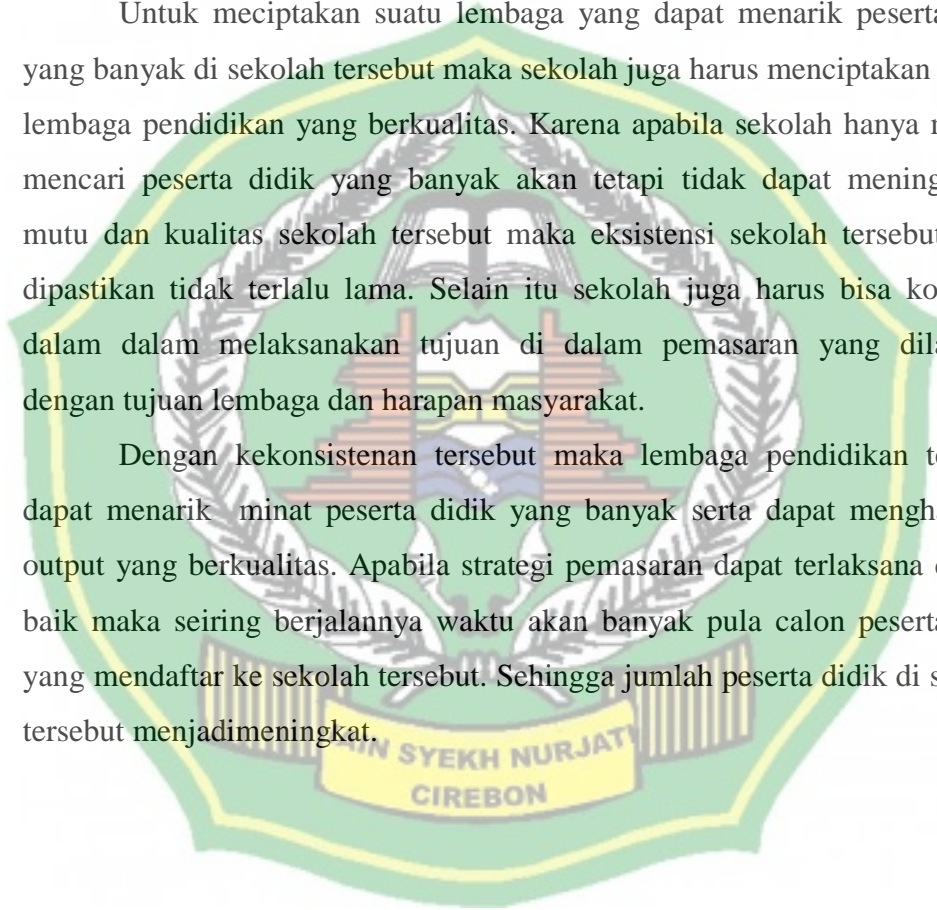 Untuk meciptakan suatu lembaga yang dapat menarik peserta
yang banyak di sekolah tersebut maka sekolah juga harus menciptakan
lembaga pendidikan yang berkualitas. Karena apabila sekolah hanya
mencari peserta didik yang banyak akan tetapi tidak dapat
mutu dan kualitas sekolah tersebut maka eksistensi sekolah tersebut
dipastikan tidak terlalu lama. Selain itu sekolah juga harus bisa
dalam dalam melaksanakan tujuan di dalam pemasaran yang
dengan tujuan lembaga dan harapan masyarakat.
Dengan kekonsistenan tersebut maka lembaga pendidikan
dapat menarik minat peserta didik yang banyak serta dapat
output yang berkualitas. Apabila strategi pemasaran dapat terlaksana
baik maka seiring berjalannya waktu akan banyak pula calon peserta
yang mendaftar ke sekolah tersebut. Sehingga jumlah peserta didik di
tersebut menjadimeningkat.
IAIN SYEKH NURJATI
CIREBON